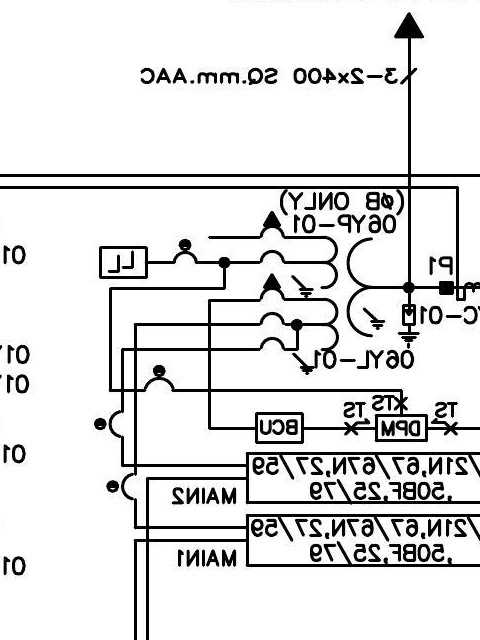 3-2x400 SQ.mm.AAC
(ØB ONLY)
06YP-01
LL
P1
01
C-01
01
06YL-01
01
TS
TS
TS
BCU
DPM
01
/21N,67/67N,27/59
,50BF,25/79
MAIN2
/21N,67/67N,27/59
,50BF,25/79
MAIN1
01